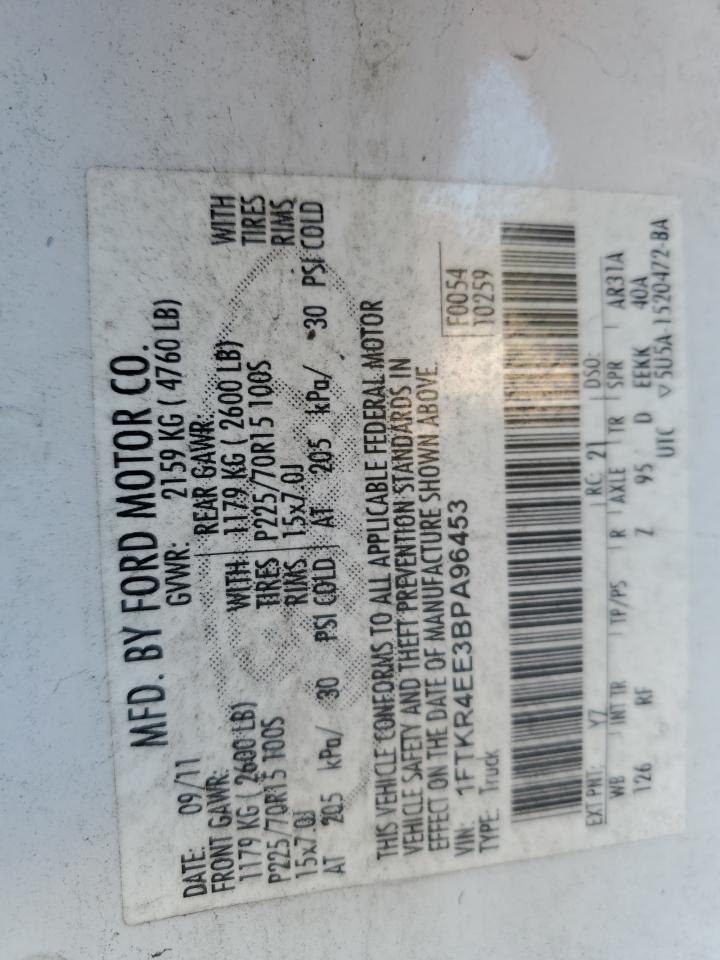 MFD. BY FORD MOTOR CO.
DATE: 09/11 GVWR: 2159 KG ( 4760 LB)
FRONT GAWR: REAR GAWR:
1179 KG ( 2600 LB) WITH: 1179 KG ( 2600 LB) WITH
P225/70R15 100S TIRES P225/70R15 100S TIRES
15x7.0J RIMS 15x7.0J RIMS
AT 205 kPa/ 30 PSI COLD AT 205 kPa/ 30 PSI COLD
THIS VEHICLE CONFORMS TO ALL APPLICABLE FEDERAL MOTOR
VEHICLE SAFETY AND THEFT PREVENTION STANDARDS IN
EFFECT ON THE DATE OF MANUFACTURE SHOWN ABOVE.
VIN: 1FTKR4EE3BPA96453 F0054
TYPE: Truck T0259
EXT PNT: YZ RC: 21 DSO:
WB INT TR TP/PS R AXLE TR SPR AR31A
126 RF Z 95 D EEKK 40A
UTC ▽5U5A-1520472-BA